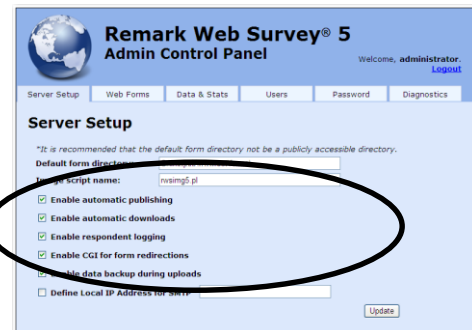 Remark Web Survey® 5
Admin Control Panel
Welcome, administrator.
Logout
Server Setup Web Forms Data & Stats Users Password Diagnostics
Server Setup
*It is recommended that the default form directory not be a publicly accessible directory.
Default form directory:
script name: rwsimg5.pl
Enable automatic publishing
Enable automatic downloads
Enable respondent logging
Enable CGI for form redirections
Enable data backup during uploads
Define Local IP Address for SMTP
Update